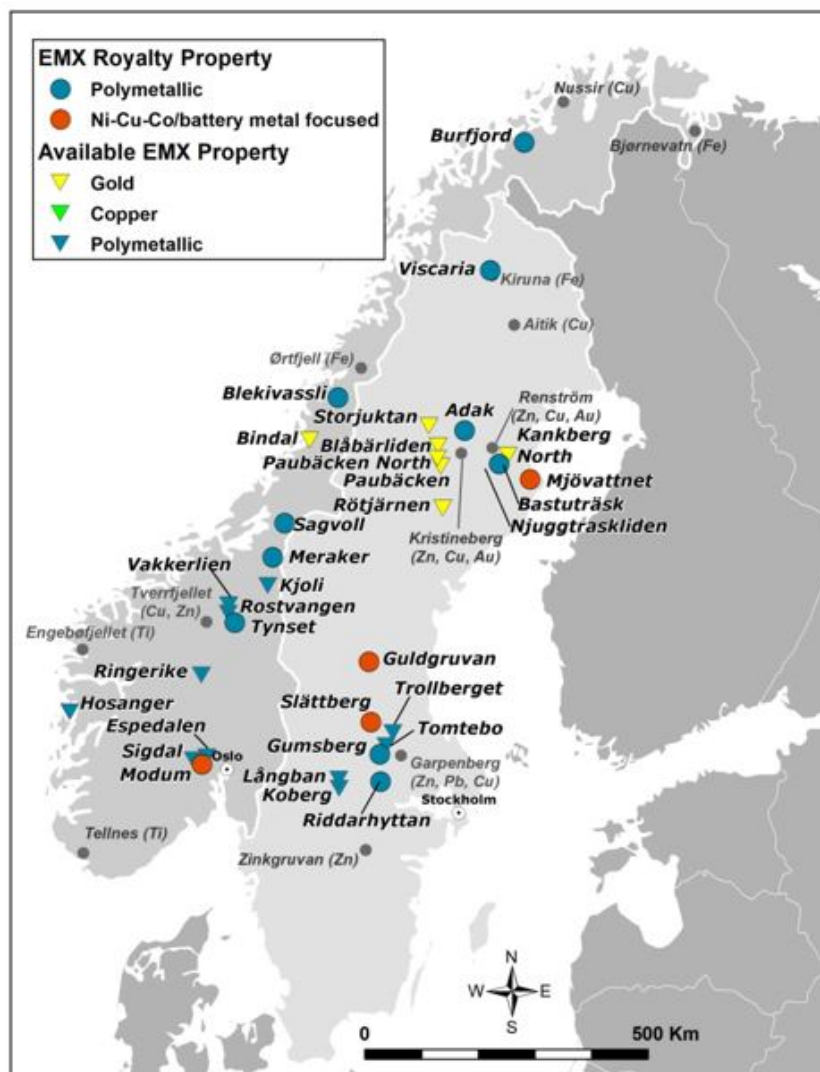 EMX Royalty Property
Polymetallic
Ni-Cu-Co/battery metal focused
Available EMX Property
Gold
Copper
Polymetallic
Nussir (Cu)
Burfjord
Bjørnevatn (Fe)
Viscaria
Kiruna (Fe)
Aitik (Cu)
Ørtfjell (Fe)
Blekivassli
Storjuktan
Adak
Renström
(Zn, Cu, Au)
Bindal
Blåbärliden
Kankberg
North
Paubäcken North
Paubäcken
Mjövattnet
Bastuträsk
Rötjärnen
Njuggtraskliden
Kristineberg
(Zn, Cu, Au)
Sagvoll
Meraker
Vakkerlien
Kjoli
Tverrfjellet
(Cu, Zn)
Rostvangen
Tynset
Engebøfjellet (Ti)
Guldgruvan
Ringerike
Trollberget
Slättberg
Hosanger
Espedalen
Tomtebo
Gumsberg
Sigdal
Oslo
Modum
Garpenberg
(Zn, Pb, Cu)
Långban
Koberg
Stockholm
Riddarhyttan
Tellnes (Ti)
Zinkgruvan (Zn)
N
W
E
S
0
500 Km